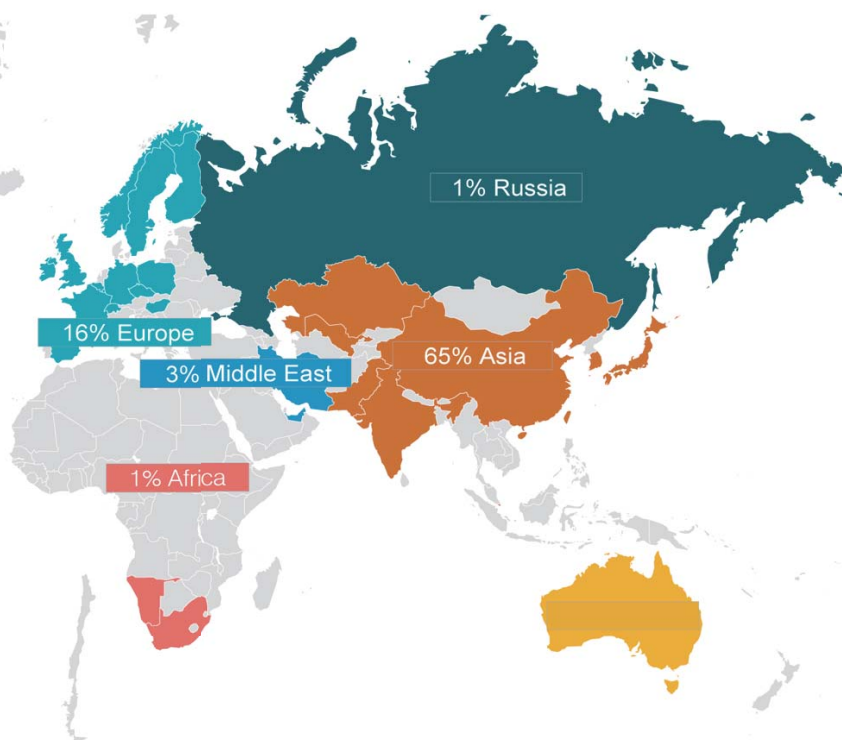 1% Russia
16% Europe
65% Asia
3% Middle East
1% Africa